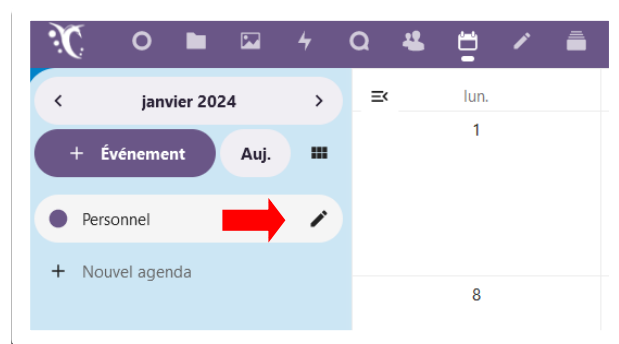 janvier 2024
lun.
1
+ Événement
Auj.
Personnel
+ Nouvel agenda
8